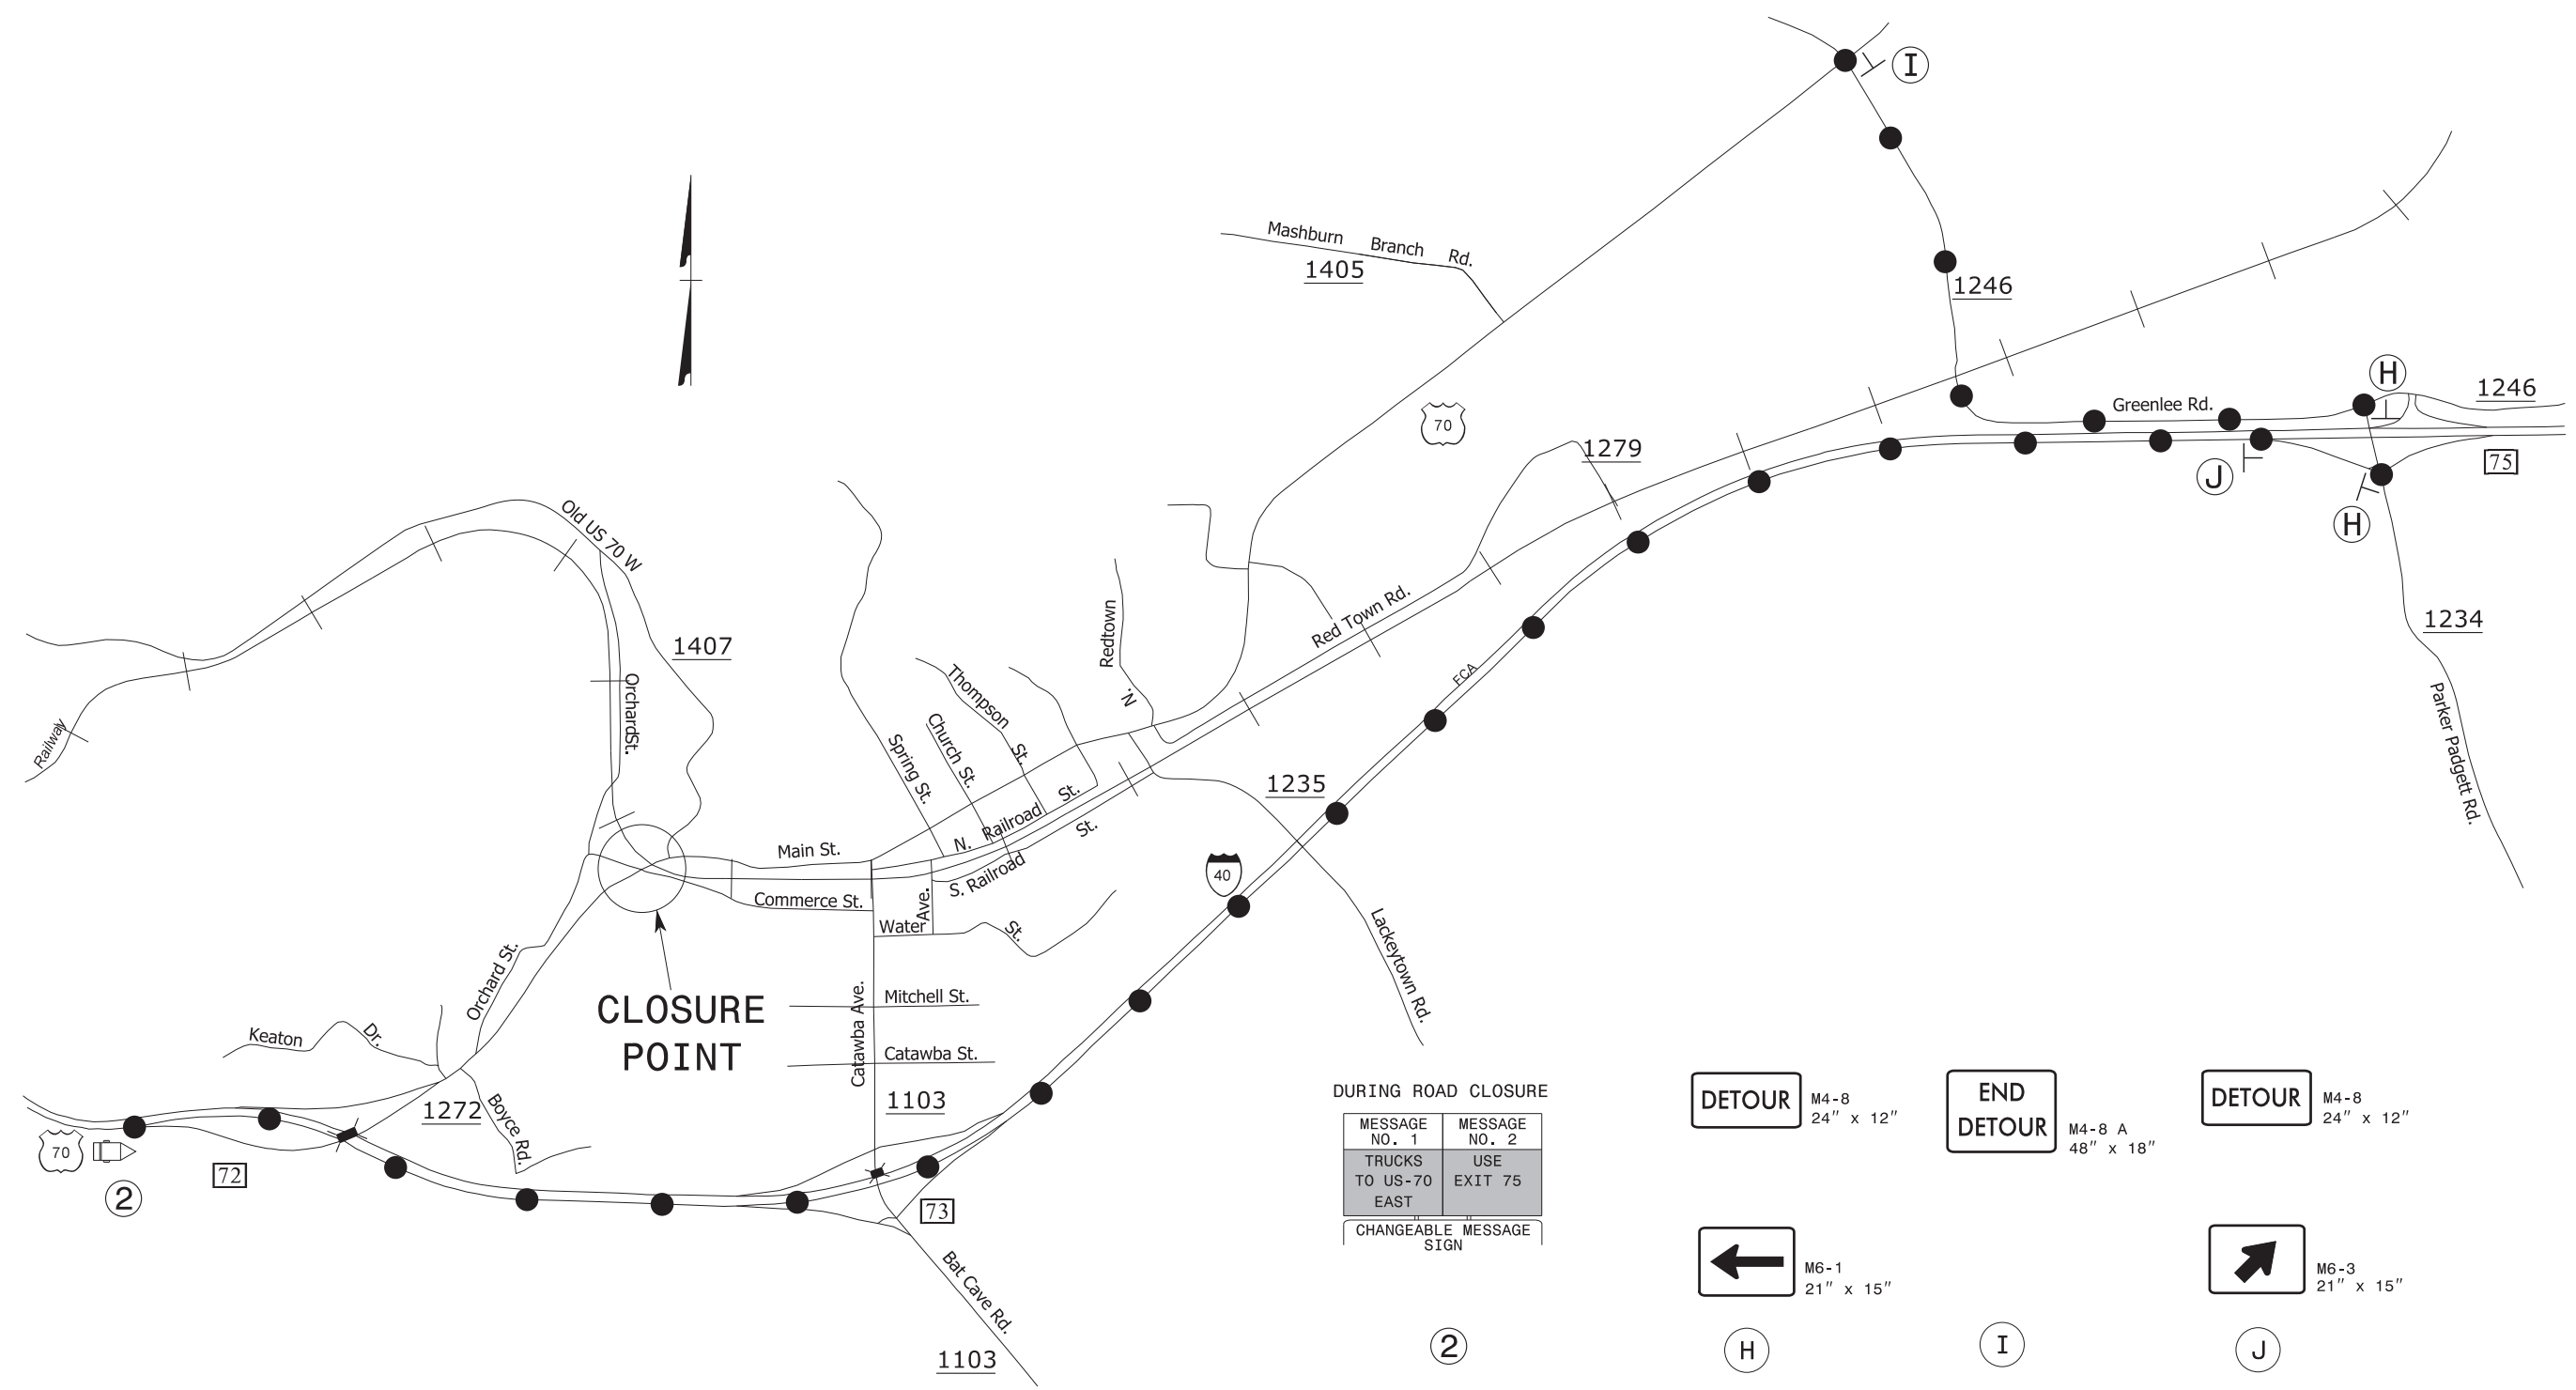 I
Mashburn Branch Rd.
1405
1246
H
1246
Greenlee Rd.
70
1279
75
J
H
Old US 70 W
1407
Redtown
N.
Red Town Rd.
1234
FCA
Orchard St.
Thompson St.
Church St.
Spring St.
Railway
Parker Padgett Rd.
1235
N. Railroad St.
S. Railroad St.
Main St.
40
Commerce St.
Water St.
Ave.
Lackeytown Rd.
Orchard St.
CLOSURE
POINT
Catawba Ave.
Mitchell St.
Keaton Dr.
Catawba St.
1103
1272
Boyce Rd.
70
72
2
73
Bat Cave Rd.
1103
DURING ROAD CLOSURE
MESSAGE
NO. 1
MESSAGE
NO. 2
TRUCKS
TO US-70
EAST
USE
EXIT 75
CHANGEABLE MESSAGE
SIGN
2
DETOUR
M4-8
24" x 12"
M6-1
21" x 15"
H
END
DETOUR
M4-8 A
48" x 18"
I
DETOUR
M4-8
24" x 12"
M6-3
21" x 15"
J